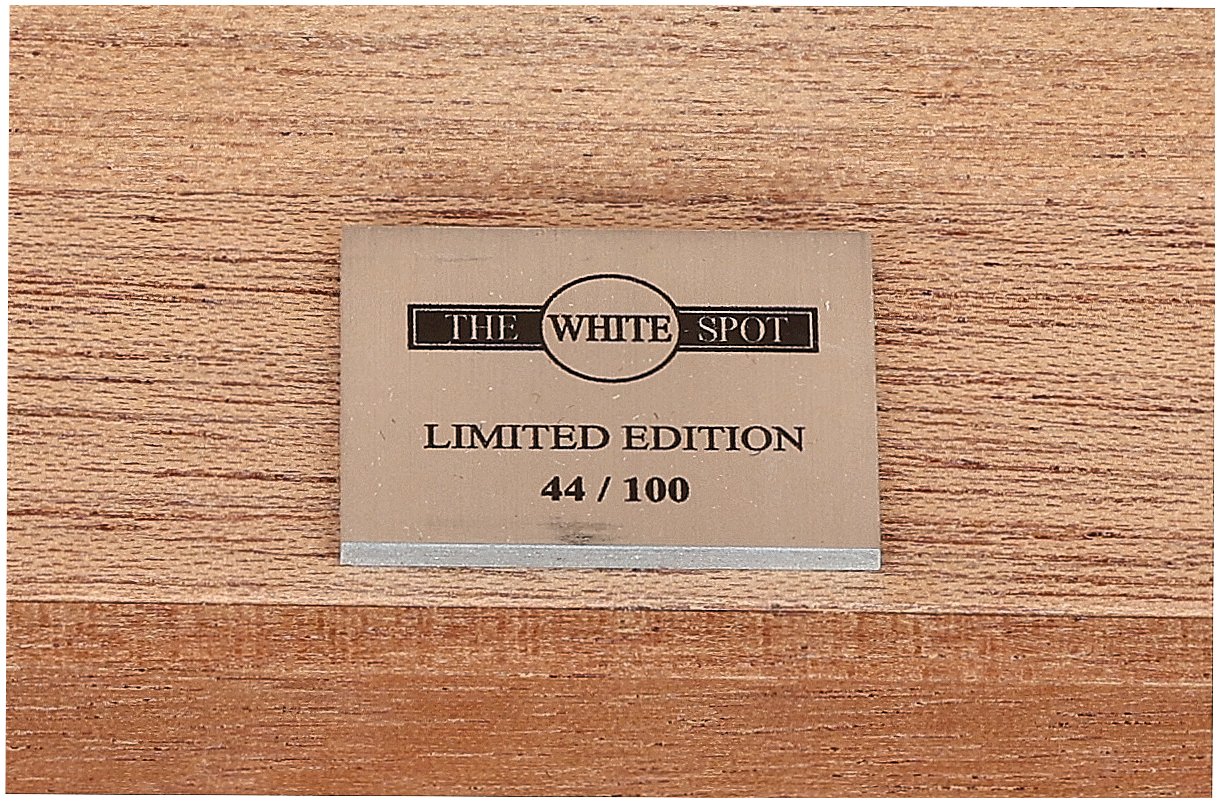 THE WHITE SPOT
LIMITED EDITION
44 / 100